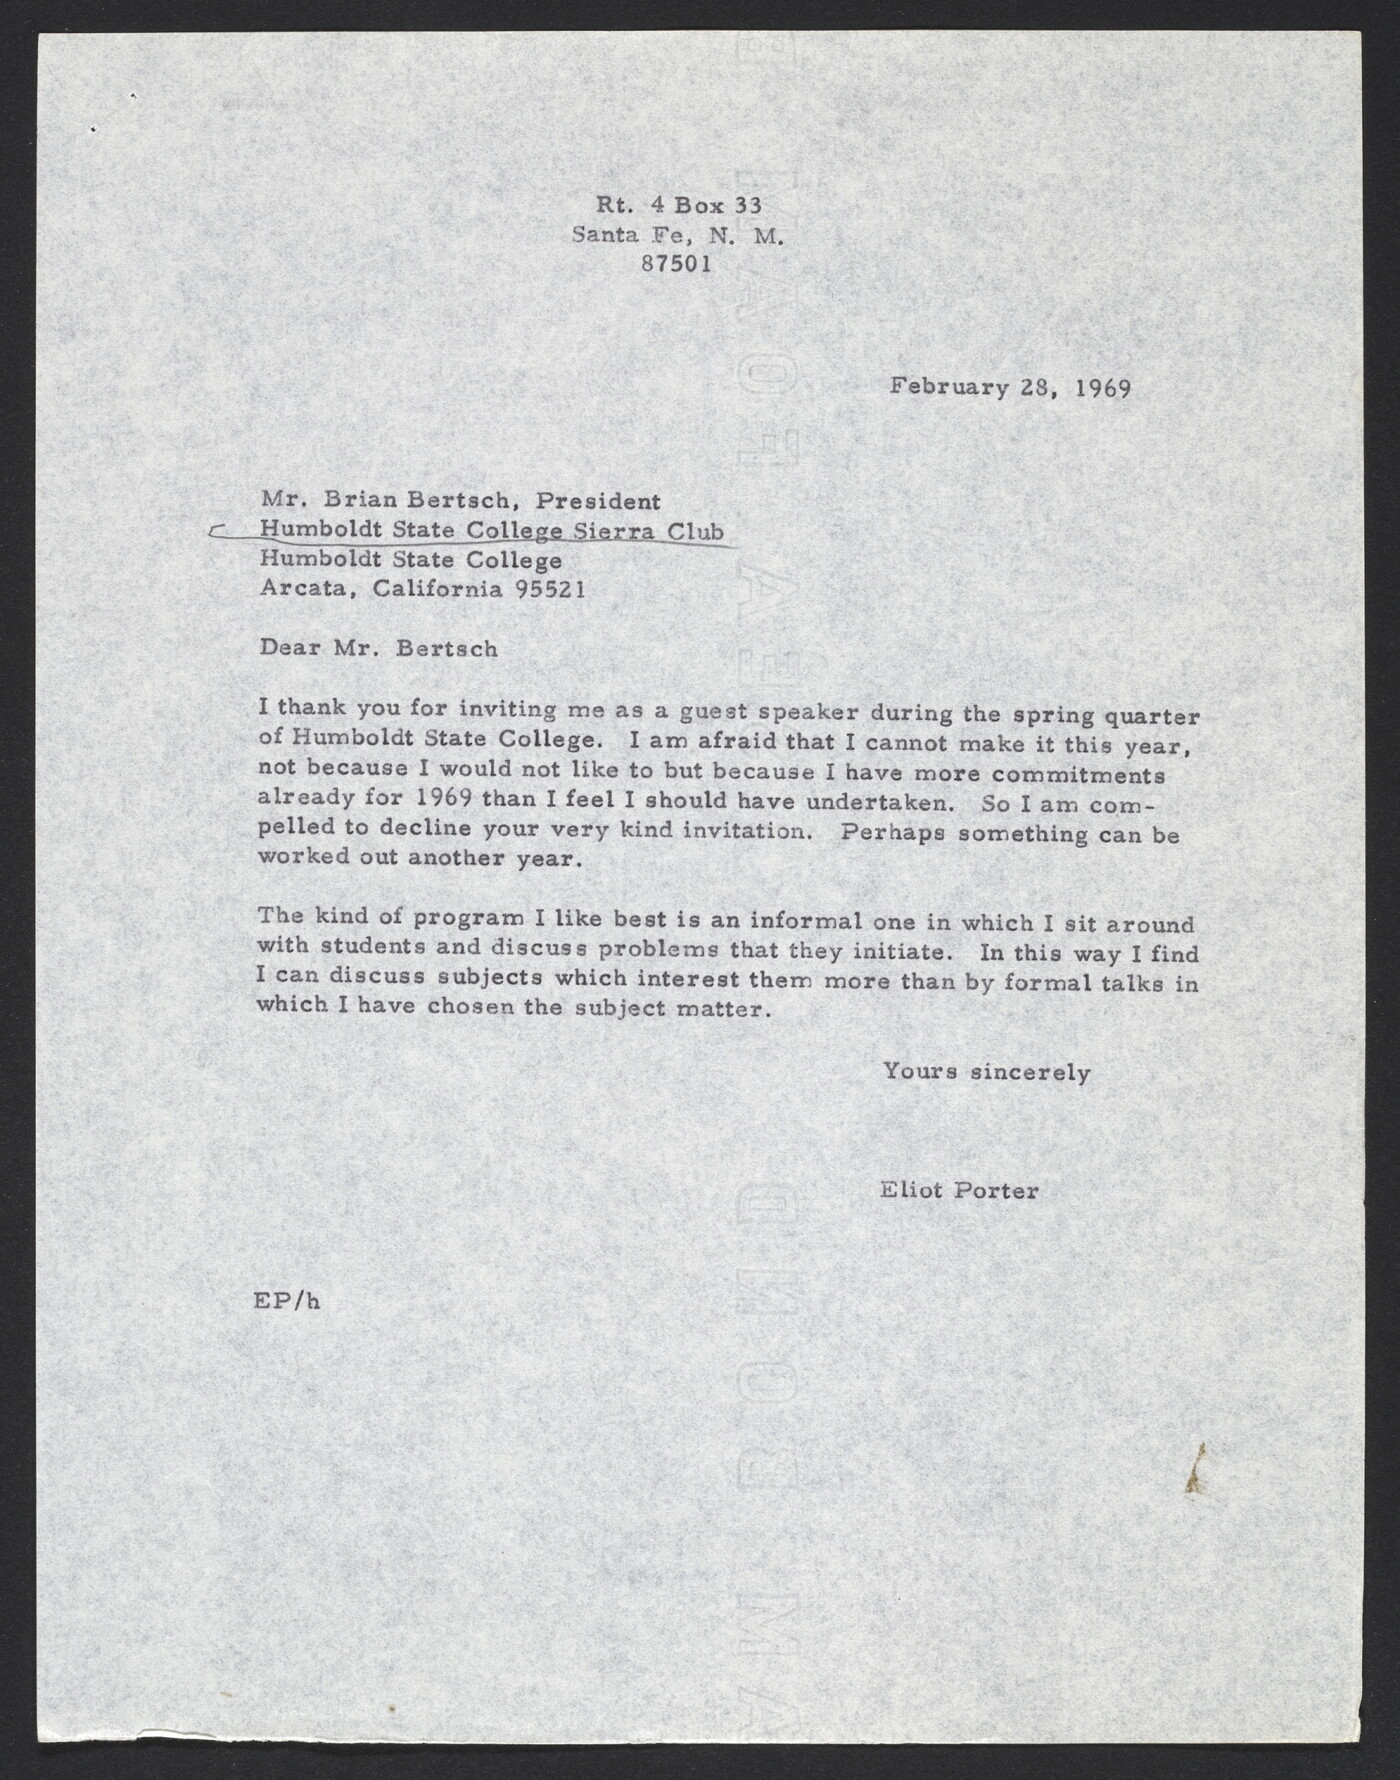 Rt. 4 Box 33
Santa Fe, N. M.
87501
February 28, 1969
Mr. Brian Bertsch, President
Humboldt State College Sierra Club
Humboldt State College
Arcata, California 95521
Dear Mr. Bertsch
I thank you for inviting me as a guest speaker during the spring quarter
of Humboldt State College. I am afraid that I cannot make it this year,
not because I would not like to but because I have more commitments
already for 1969 than I feel I should have undertaken. So I am com-
pelled to decline your very kind invitation. Perhaps something can be
worked out another year.
The kind of program I like best is an informal one in which I sit around
with students and discuss problems that they initiate. In this way I find
I can discuss subjects which interest them more than by formal talks in
which I have chosen the subject matter.
Yours sincerely
Eliot Porter
EP/h